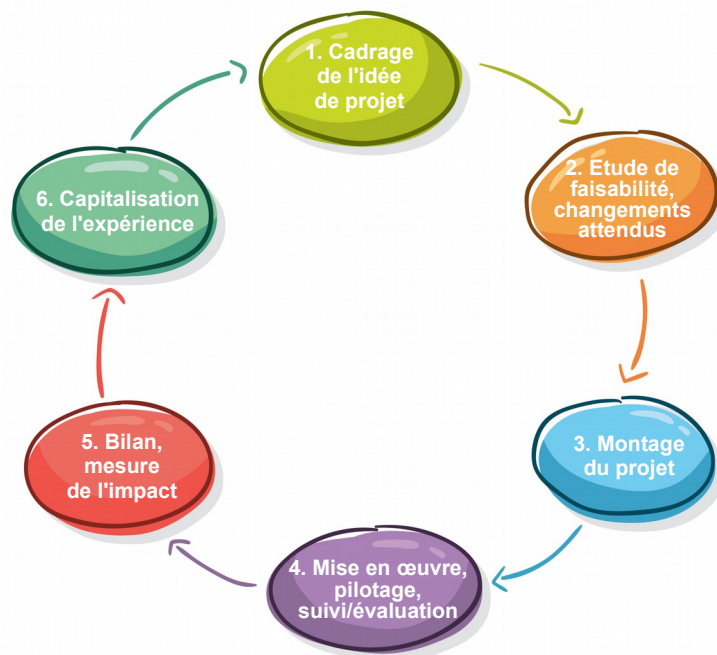 1. Cadrage
de l'idée
de projet
2. Etude de
faisabilité,
changements
attendus
3. Montage
du projet
4. Mise en œuvre,
pilotage,
suivi/évaluation
5. Bilan,
mesure
de l'impact
6. Capitalisation
de l'expérience